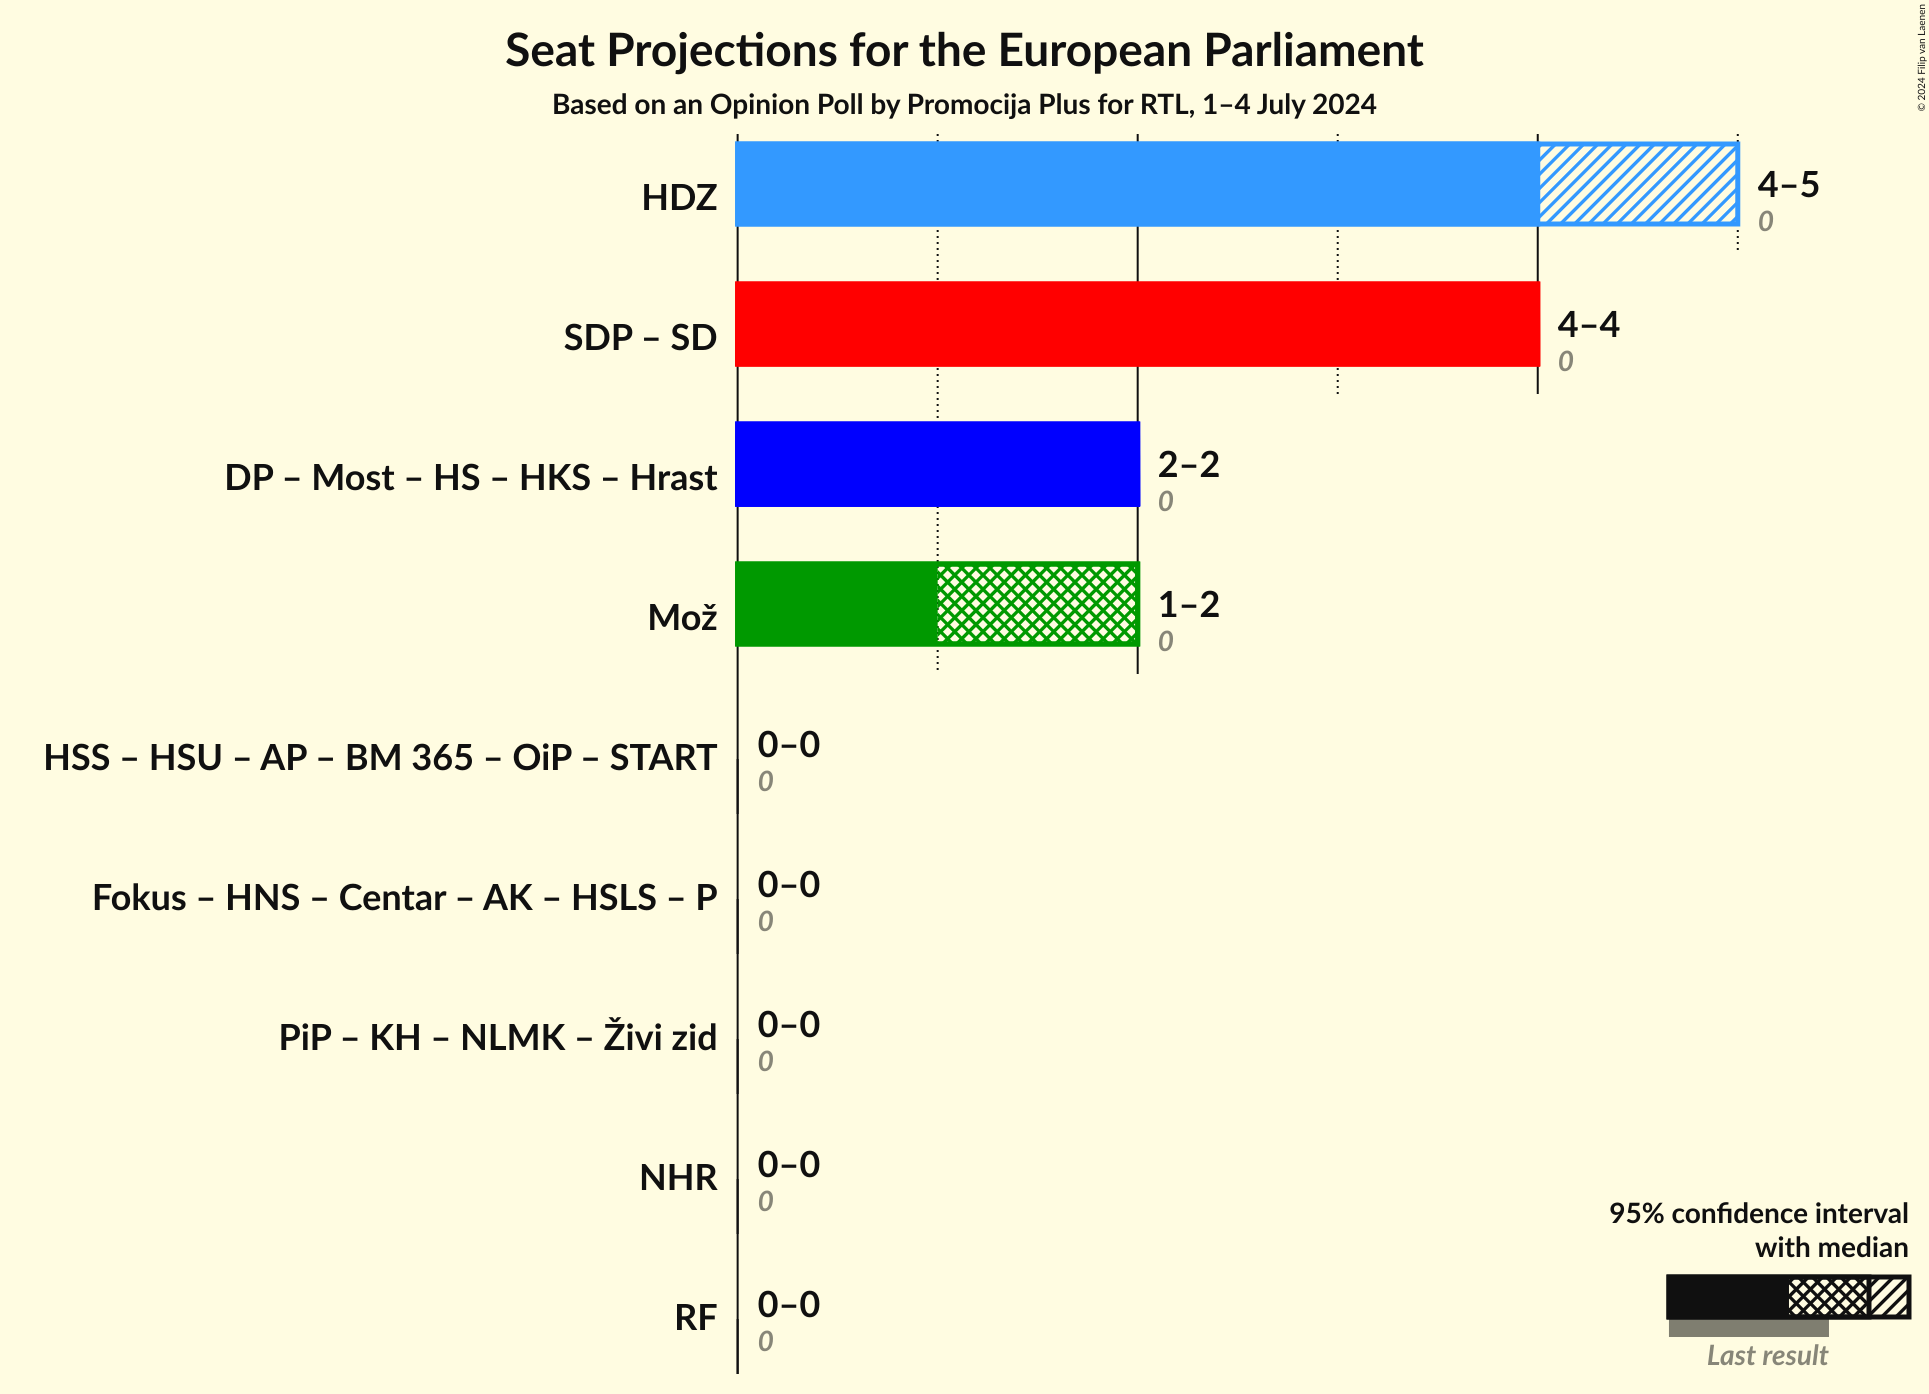 Seat Projections for the European Parliament
Based on an Opinion Poll by Promocija Plus for RTL, 1–4 July 2024
© 2024 Filip van Laenen
HDZ
4–5
0
SDP – SD
4–4
0
DP – Most – HS – HKS – Hrast
2–2
0
Mož
1–2
0
HSS – HSU – AP – BM 365 – OiP – START
0–0
0
Fokus – HNS – Centar – AK – HSLS – P
0–0
0
PiP – KH – NLMK – Živi zid
0–0
0
NHR
0–0
0
RF
0–0
0
95% confidence interval
with median
Last result